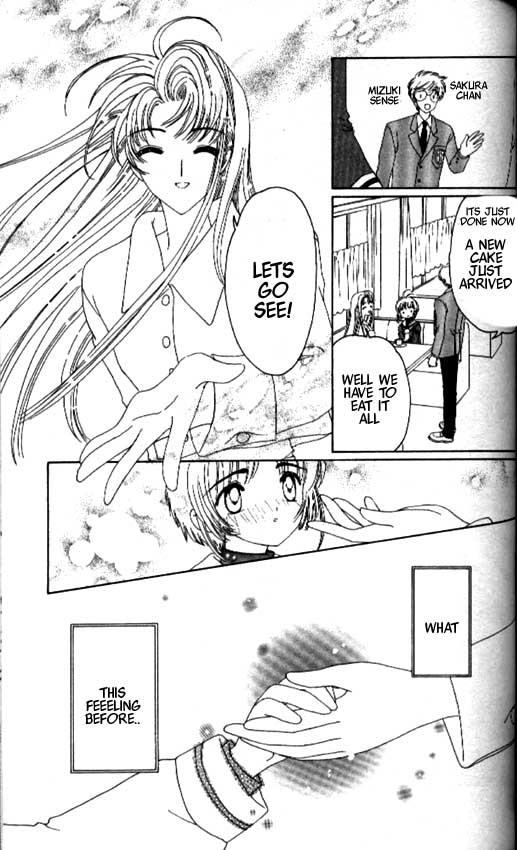 SAKURA
CHAN
MIZUKI
SENSE
ITS JUST
DONE NOW
A NEW
CAKE
JUST
ARRIVED
WELL WE
HAVE TO
EAT IT
ALL
LETS
GO
SEE!
WHAT
THIS
FEEELING
BEFORE..